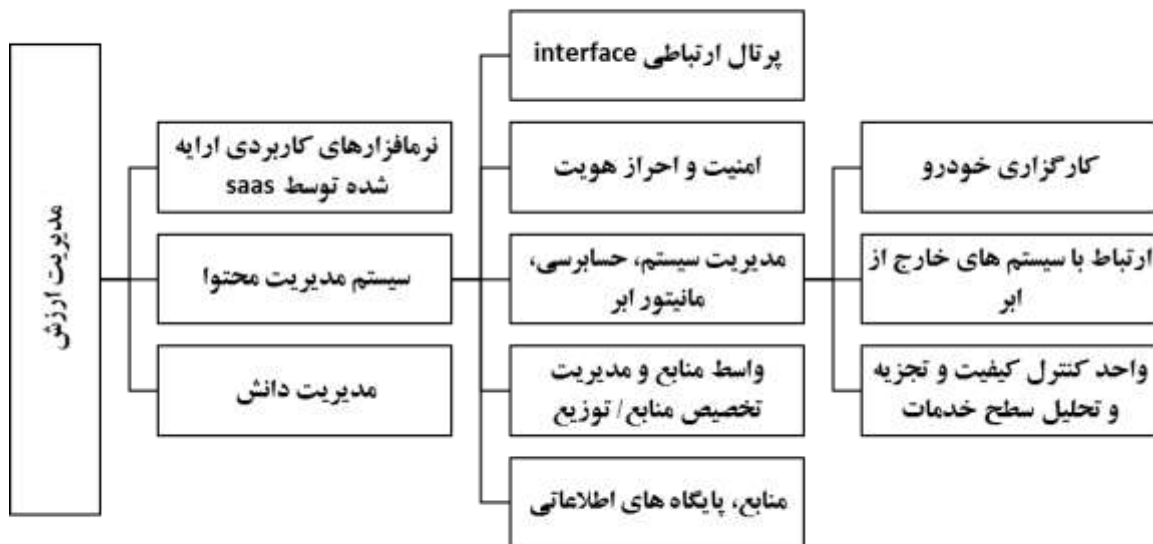 مدیریت ارزش
نرم‌افزارهای کاربردی ارایه
شده توسط saas
سیستم مدیریت محتوا
مدیریت دانش
پرتال ارتباطی interface
امنیت و احراز هویت
مدیریت سیستم، حسابرسی،
مانیتور ابر
واسط منابع و مدیریت
تخصیص منابع/ توزیع
منابع، پایگاه های اطلاعاتی
کارگزاری خودرو
ارتباط با سیستم های خارج از
ابر
واحد کنترل کیفیت و تجزیه
و تحلیل سطح خدمات